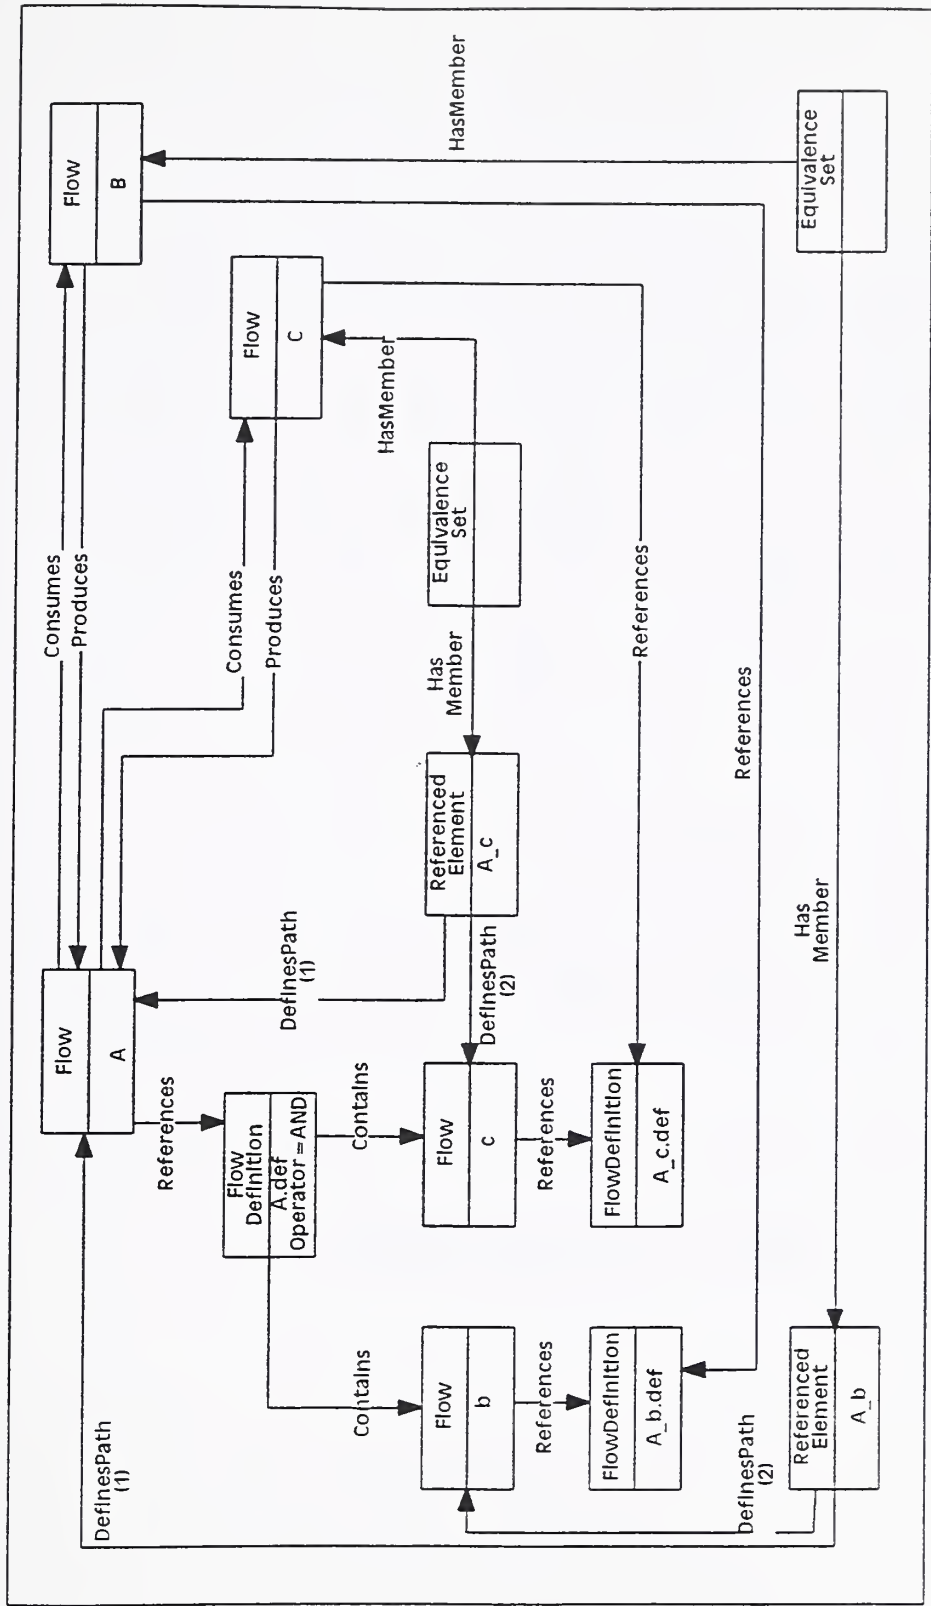 Flow
B
HasMember
Equivalence
Set
Consumes
Produces
Flow
C
HasMember
Equivalence
Set
Consumes
Produces
References
References
Has
Member
Referenced
Element
A_c
Has
Member
DefinesPath
(1)
DefinesPath
(2)
Flow
A
References
Flow
Definition
A.def
Operator=AND
Contains
Flow
c
References
FlowDefinition
A_c.def
Contains
Flow
b
References
FlowDefinition
A_b.def
Referenced
Element
A_b
DefinesPath
(1)
DefinesPath
(2)